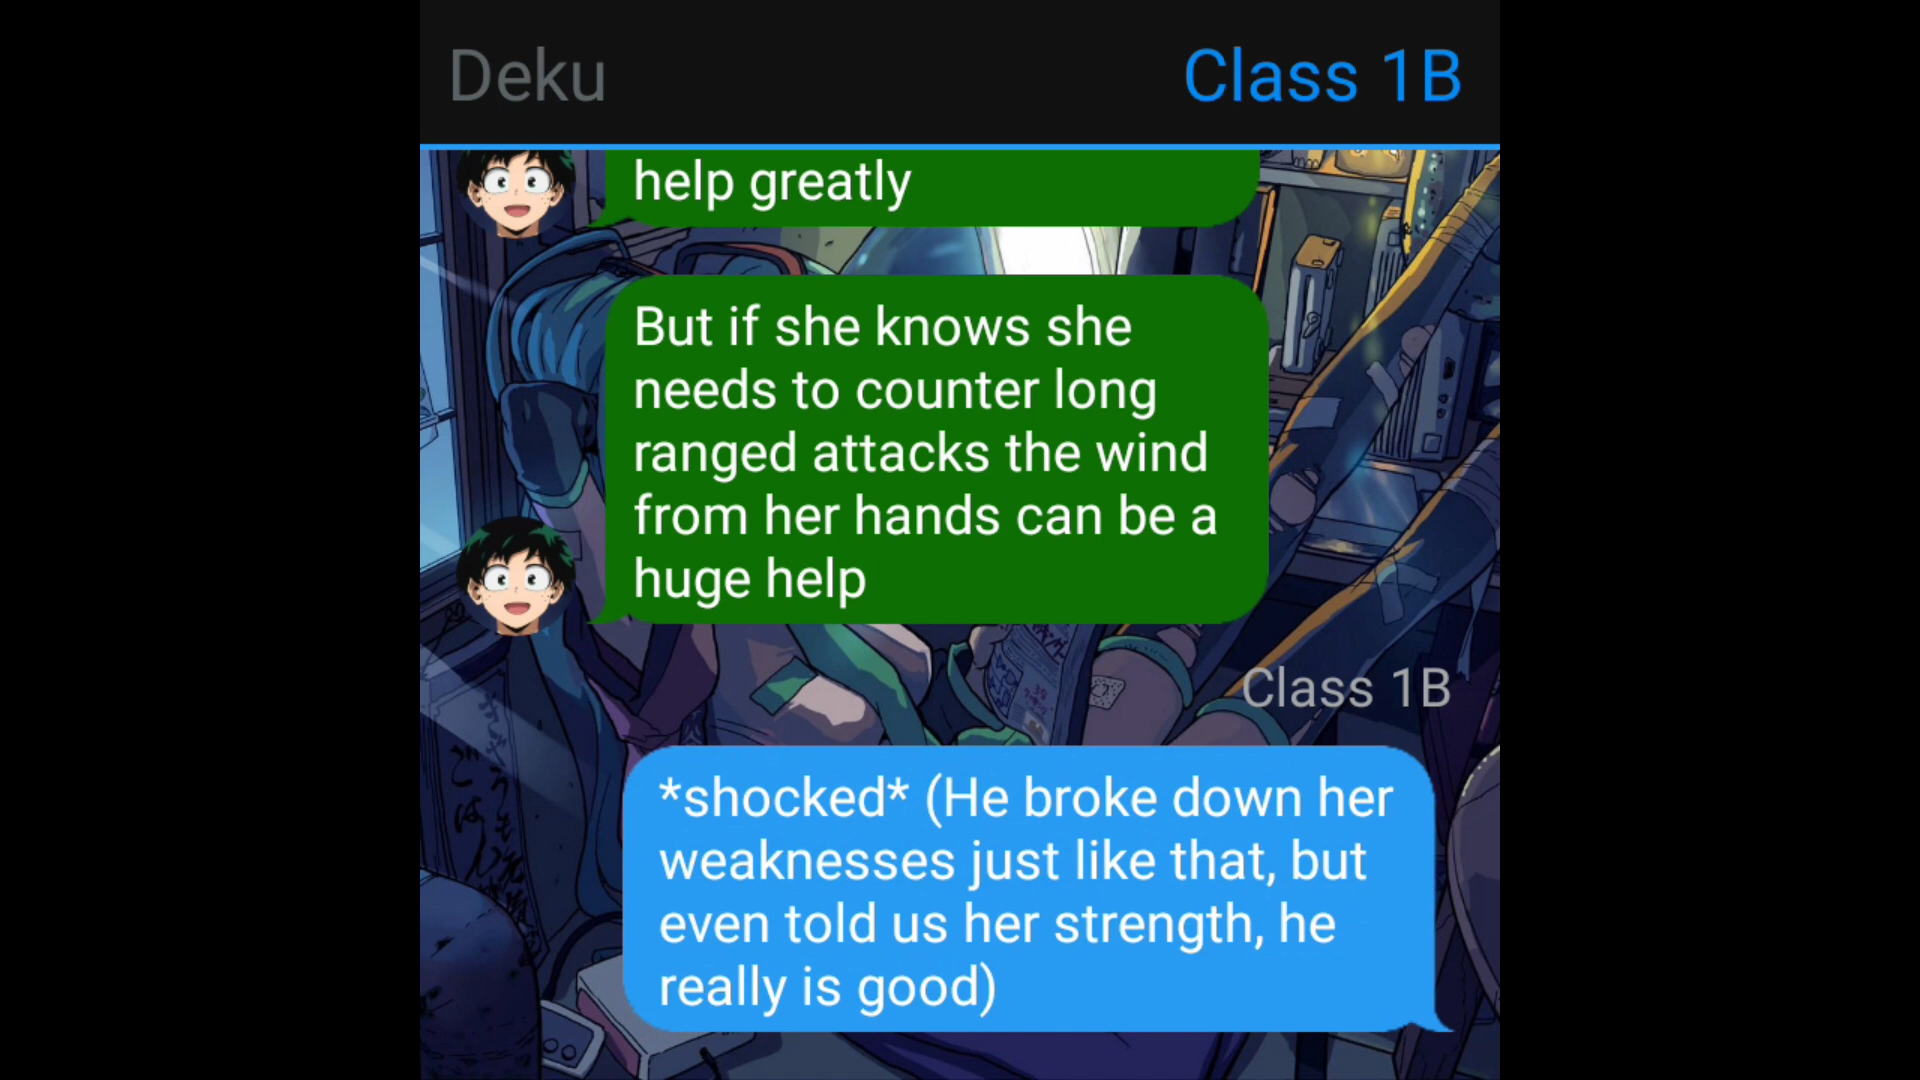 Deku
Class 1B
help greatly
But if she knows she
needs to counter long
ranged attacks the wind
from her hands can be a
huge help
Class 1B
*shocked* (He broke down her
weaknesses just like that, but
even told us her strength, he
really is good)